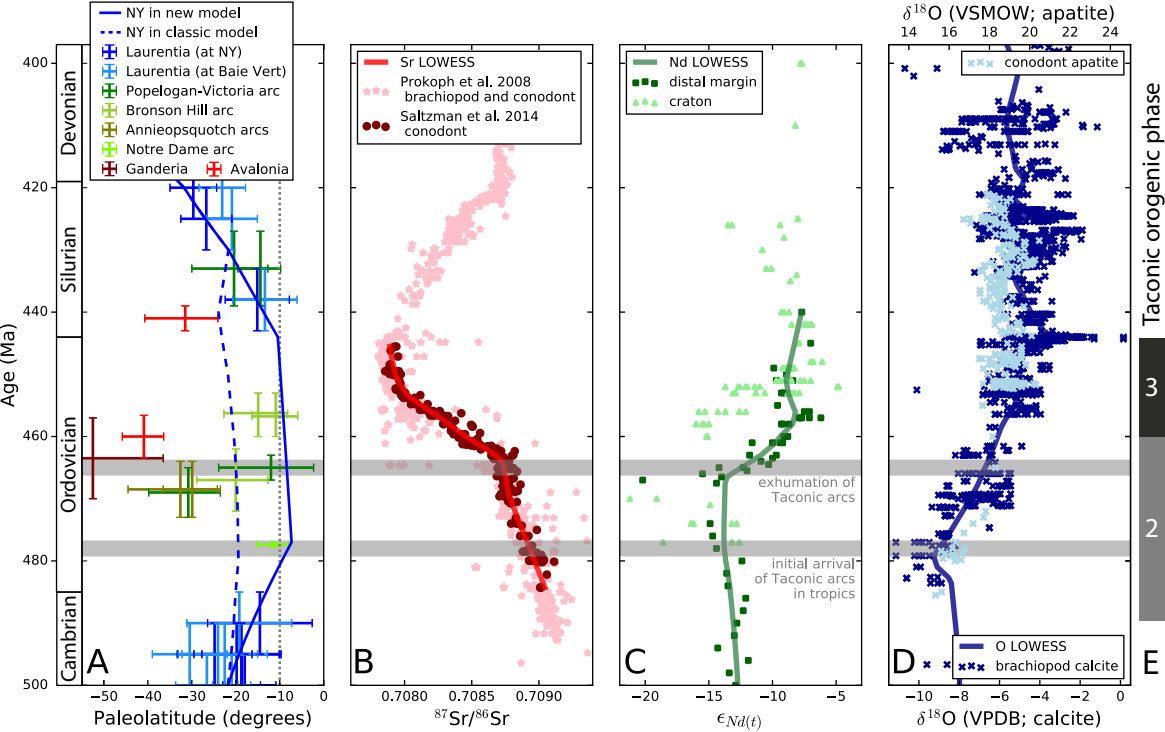 NY in new model
NY in classic model
Laurentia (at NY)
Laurentia (at Baie Vert)
Popelogan-Victoria arc
Bronson Hill arc
Annieopsquotch arcs
Notre Dame arc
Ganderia
Avalonia
400
420
440
460
480
500
Age (Ma)
Devonian
Silurian
Ordovician
Cambrian
A
−50
−40
−30
−20
−10
0
Paleolatitude (degrees)
Sr LOWESS
Prokoph et al. 2008
brachiopod and conodont
Saltzman et al. 2014
conodont
B
0.7080
0.7085
0.7090
⁸⁷Sr/⁸⁶Sr
Nd LOWESS
distal margin
craton
exhumation of
Taconic arcs
initial arrival
of Taconic arcs
in tropics
C
−20
−15
−10
−5
ϵNd(t)
δ¹⁸O (VSMOW; apatite)
14
16
18
20
22
24
conodont apatite
O LOWESS
brachiopod calcite
D
−10
−8
−6
−4
−2
0
δ¹⁸O (VPDB; calcite)
Taconic orogenic phase
3
2
E